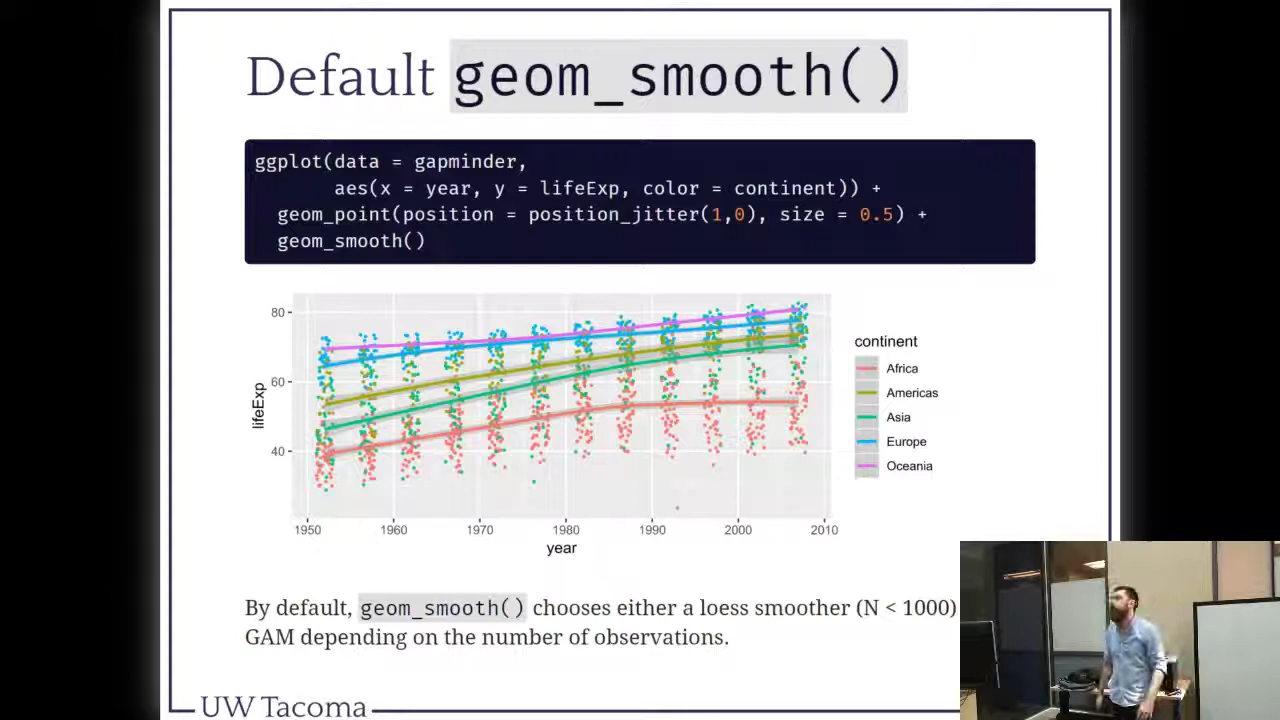 Default geom_smooth()
ggplot(data = gapminder,
aes(x = year, y = lifeExp, color = continent)) +
geom_point(position = position_jitter(1,0), size = 0.5) +
geom_smooth()
80
60
40
lifeExp
1950 1960 1970 1980 1990 2000 2010
year
continent
Africa
Americas
Asia
Europe
Oceania
By default, geom_smooth() chooses either a loess smoother (N < 1000)
GAM depending on the number of observations.
UW Tacoma